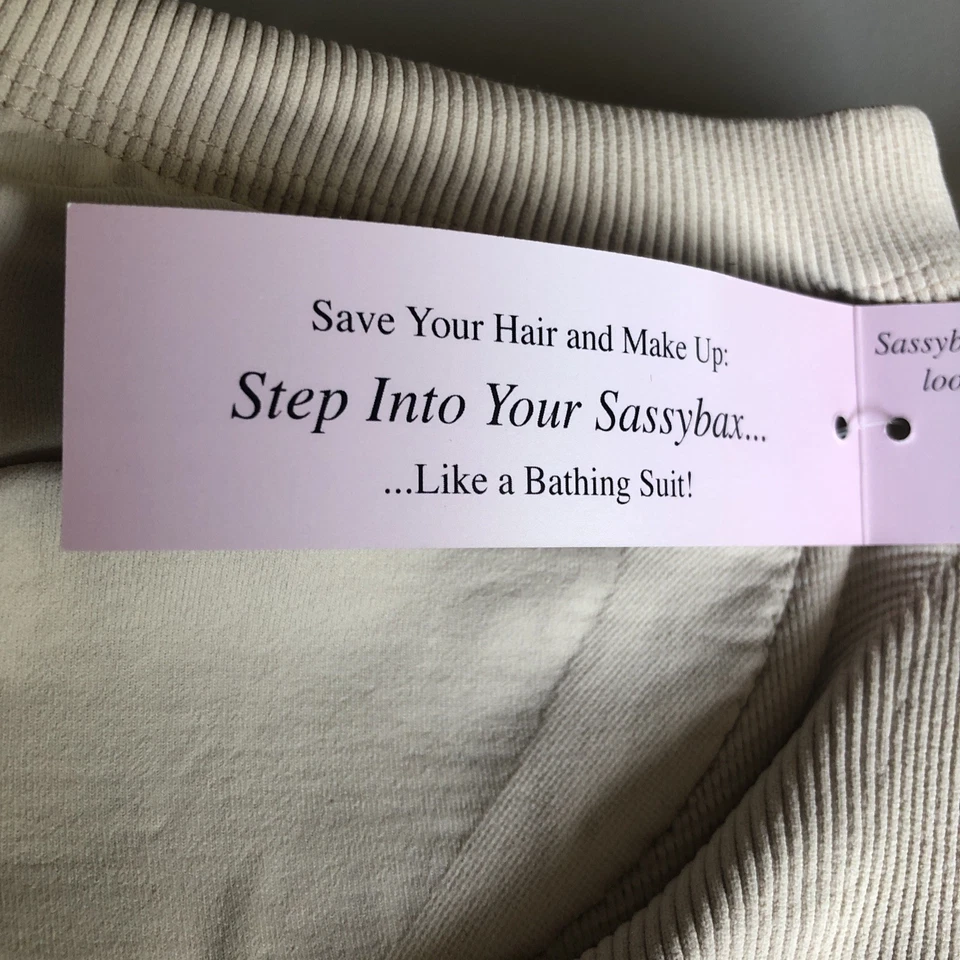 Save Your Hair and Make Up:
Step Into Your Sassybax...
...Like a Bathing Suit!